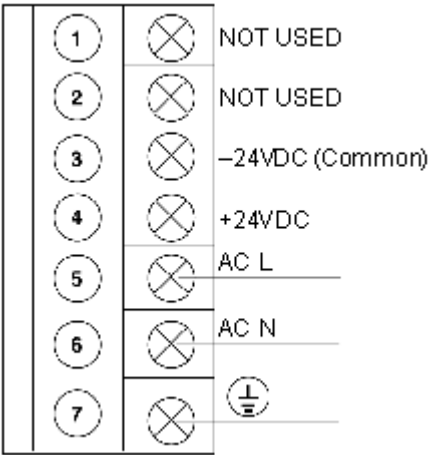 1 NOT USED
2 NOT USED
3 –24VDC (Common)
4 +24VDC
5 AC L
6 AC N
7